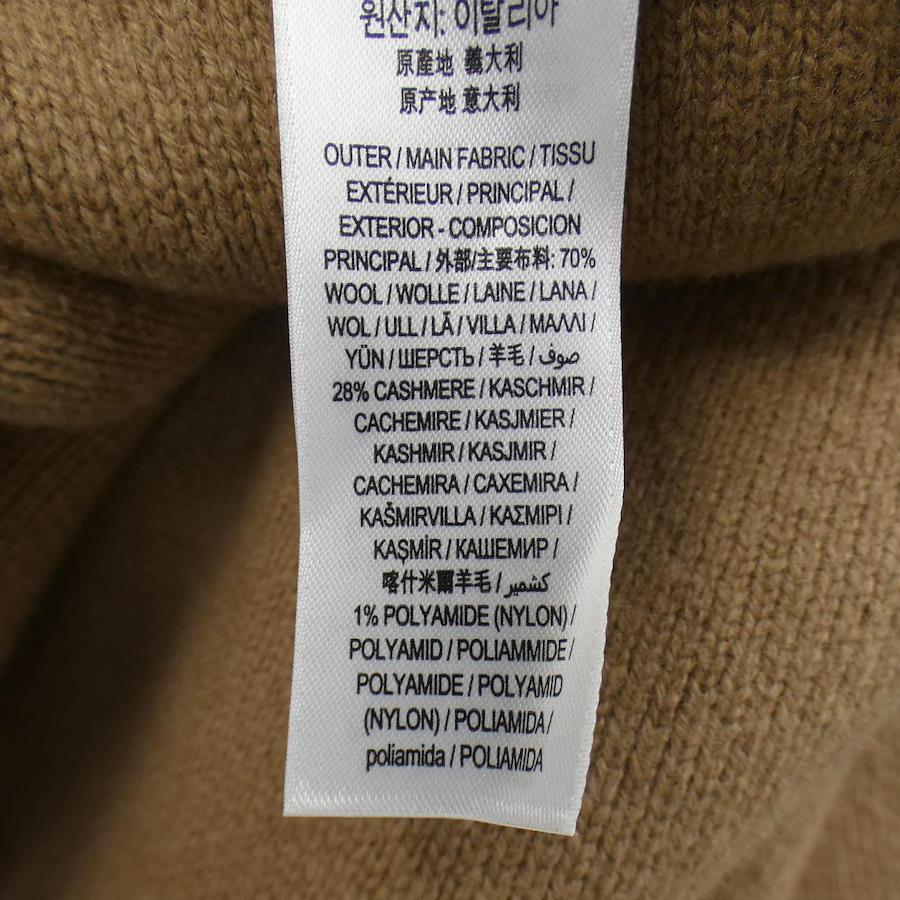 원산지: 이탈리아
原產地 義大利
原产地 意大利
OUTER / MAIN FABRIC / TISSU
EXTÉRIEUR / PRINCIPAL /
EXTERIOR - COMPOSICION
PRINCIPAL / 外部/主要布料: 70%
WOOL / WOLLE / LAINE / LANA /
WOL / ULL / LÃ / VILLA / ΜΑΛΛΙ /
YÜN / ШЕРСТЬ / 羊毛 / صوف
28% CASHMERE / KASCHMIR /
CACHEMIRE / KASJMIER /
KASHMIR / KASJMIR /
CACHEMIRA / CAXEMIRA /
KAŠMIRVILLA / ΚΑΣΜΙΡΙ /
KAŞMİR / КАШЕМИР /
喀什米爾羊毛 / كشمير
1% POLYAMIDE (NYLON) /
POLYAMID / POLIAMMIDE /
POLYAMIDE / POLYAMID
(NYLON) / POLIAMIDA /
poliamida / POLIAMIDA